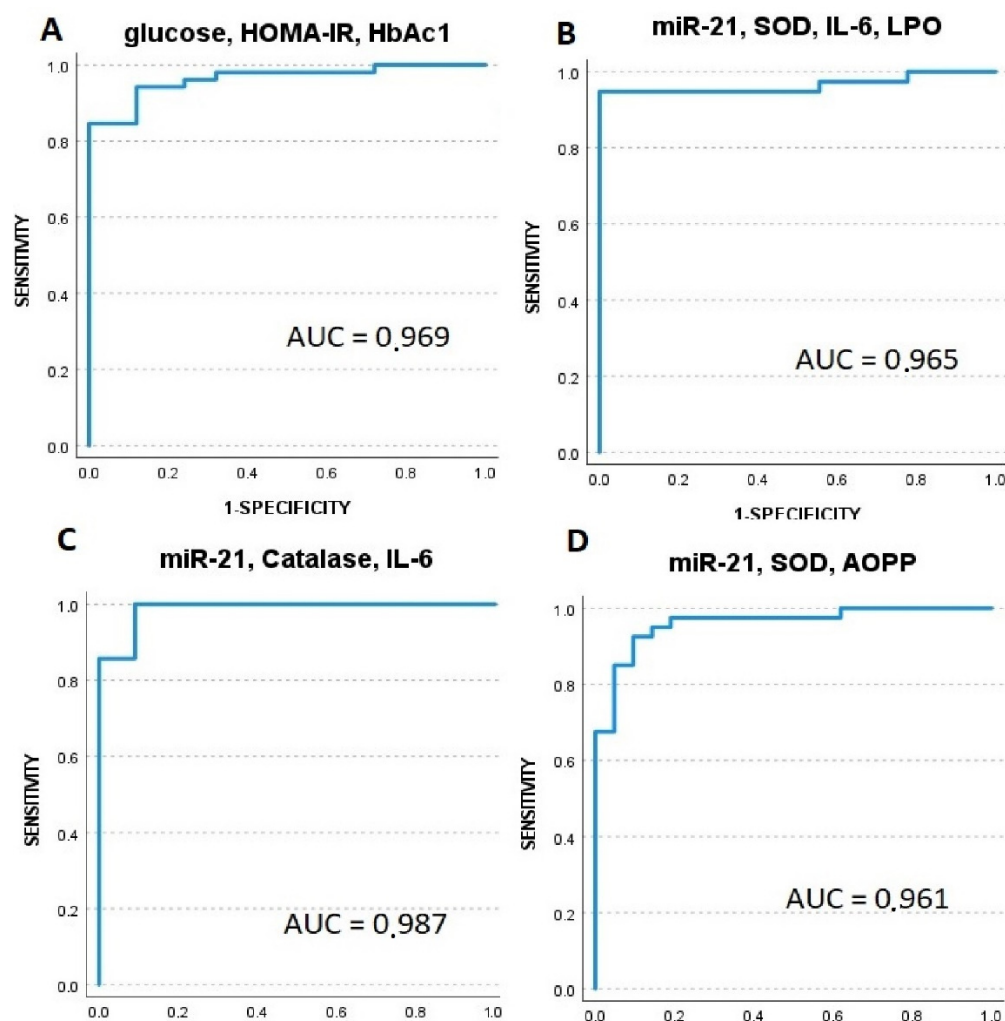 A
glucose, HOMA-IR, HbAc1
1.0
0.8
0.6
0.4
0.2
0.0
SENSITIVITY
AUC = 0.969
0.0 0.2 0.4 0.6 0.8 1.0
1-SPECIFICITY
B
miR-21, SOD, IL-6, LPO
1.0
0.8
0.6
0.4
0.2
0.0
SENSITIVITY
AUC = 0.965
0.0 0.2 0.4 0.6 0.8 1.0
1-SPECIFICITY
C
miR-21, Catalase, IL-6
1.0
0.8
0.6
0.4
0.2
0.0
SENSITIVITY
AUC = 0.987
0.0 0.2 0.4 0.6 0.8 1.0
D
miR-21, SOD, AOPP
1.0
0.8
0.6
0.4
0.2
0.0
SENSITIVITY
AUC = 0.961
0.0 0.2 0.4 0.6 0.8 1.0